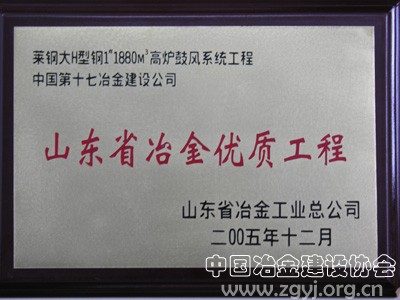 莱钢大H型钢1#1880M³高炉鼓风系统工程
中国第十七冶金建设公司
山东省冶金优质工程
山东省冶金工业总公司
二00五年十二月
中国冶金建设协会
www.zgyj.org.cn